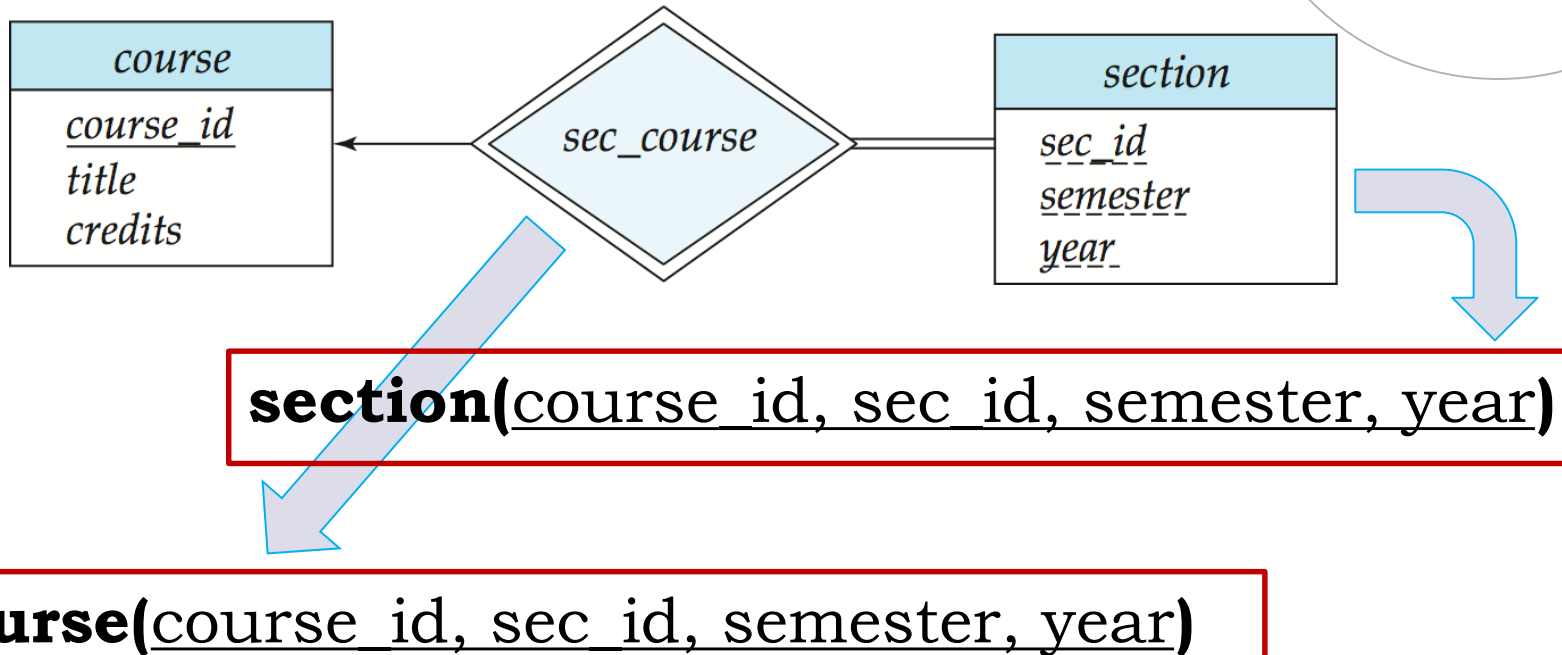 course
course_id
title
credits
sec_course
section
sec_id
semester
year
section(course_id, sec_id, semester, year)
urse(course_id, sec_id, semester, year)